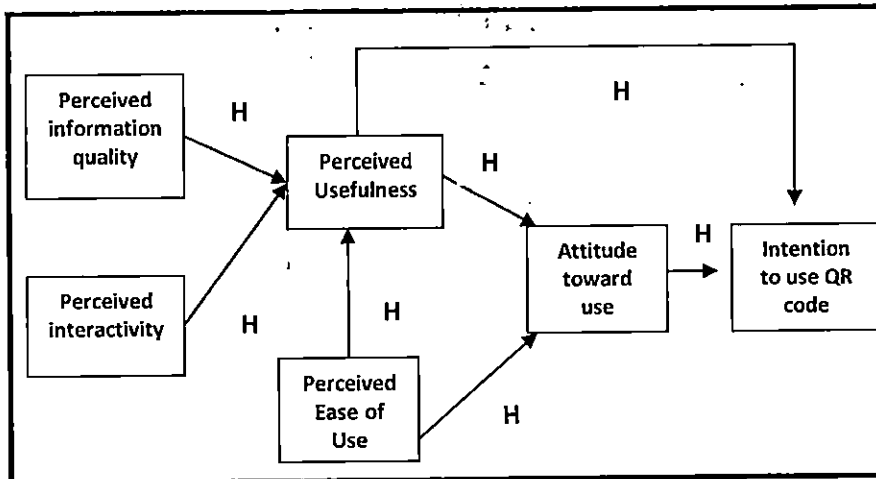 Perceived
information
quality
H
H
Perceived
Usefulness
H
Attitude
toward
use
H
Intention
to use QR
code
Perceived
interactivity
H
H
Perceived
Ease of
Use
H